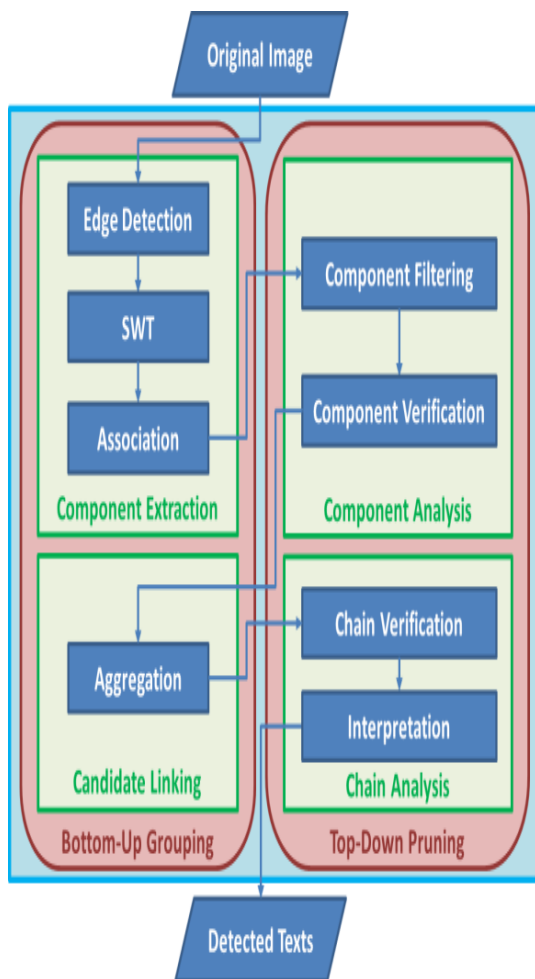 Original Image
Edge Detection
SWT
Association
Component Extraction
Component Filtering
Component Verification
Component Analysis
Aggregation
Candidate Linking
Chain Verification
Interpretation
Chain Analysis
Bottom-Up Grouping
Top-Down Pruning
Detected Texts